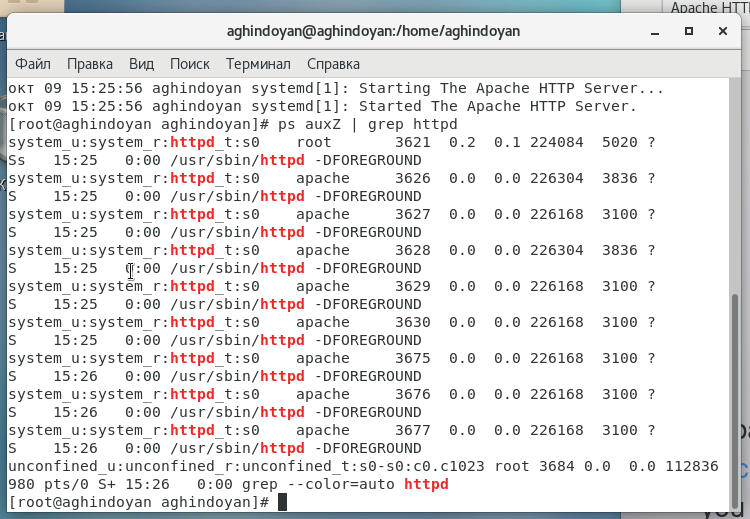 Apache HTT
aghindoyan@aghindoyan:/home/aghindoyan
Файл Правка Вид Поиск Терминал Справка
окт 09 15:25:56 aghindoyan systemd[1]: Starting The Apache HTTP Server...
окт 09 15:25:56 aghindoyan systemd[1]: Started The Apache HTTP Server.
[root@aghindoyan aghindoyan]# ps auxZ | grep httpd
system_u:system_r:httpd_t:s0    root       3621  0.2  0.1 224084  5020 ?
Ss   15:25   0:00 /usr/sbin/httpd -DFOREGROUND
system_u:system_r:httpd_t:s0    apache     3626  0.0  0.0 226304  3836 ?
S    15:25   0:00 /usr/sbin/httpd -DFOREGROUND
system_u:system_r:httpd_t:s0    apache     3627  0.0  0.0 226168  3100 ?
S    15:25   0:00 /usr/sbin/httpd -DFOREGROUND
system_u:system_r:httpd_t:s0    apache     3628  0.0  0.0 226304  3836 ?
S    15:25   0:00 /usr/sbin/httpd -DFOREGROUND
system_u:system_r:httpd_t:s0    apache     3629  0.0  0.0 226168  3100 ?
S    15:25   0:00 /usr/sbin/httpd -DFOREGROUND
system_u:system_r:httpd_t:s0    apache     3630  0.0  0.0 226168  3100 ?
S    15:25   0:00 /usr/sbin/httpd -DFOREGROUND
system_u:system_r:httpd_t:s0    apache     3675  0.0  0.0 226168  3100 ?
S    15:26   0:00 /usr/sbin/httpd -DFOREGROUND
system_u:system_r:httpd_t:s0    apache     3676  0.0  0.0 226168  3100 ?
S    15:26   0:00 /usr/sbin/httpd -DFOREGROUND
system_u:system_r:httpd_t:s0    apache     3677  0.0  0.0 226168  3100 ?
S    15:26   0:00 /usr/sbin/httpd -DFOREGROUND
unconfined_u:unconfined_r:unconfined_t:s0-s0:c0.c1023 root 3684 0.0  0.0 112836
980 pts/0 S+ 15:26   0:00 grep --color=auto httpd
[root@aghindoyan aghindoyan]#
you